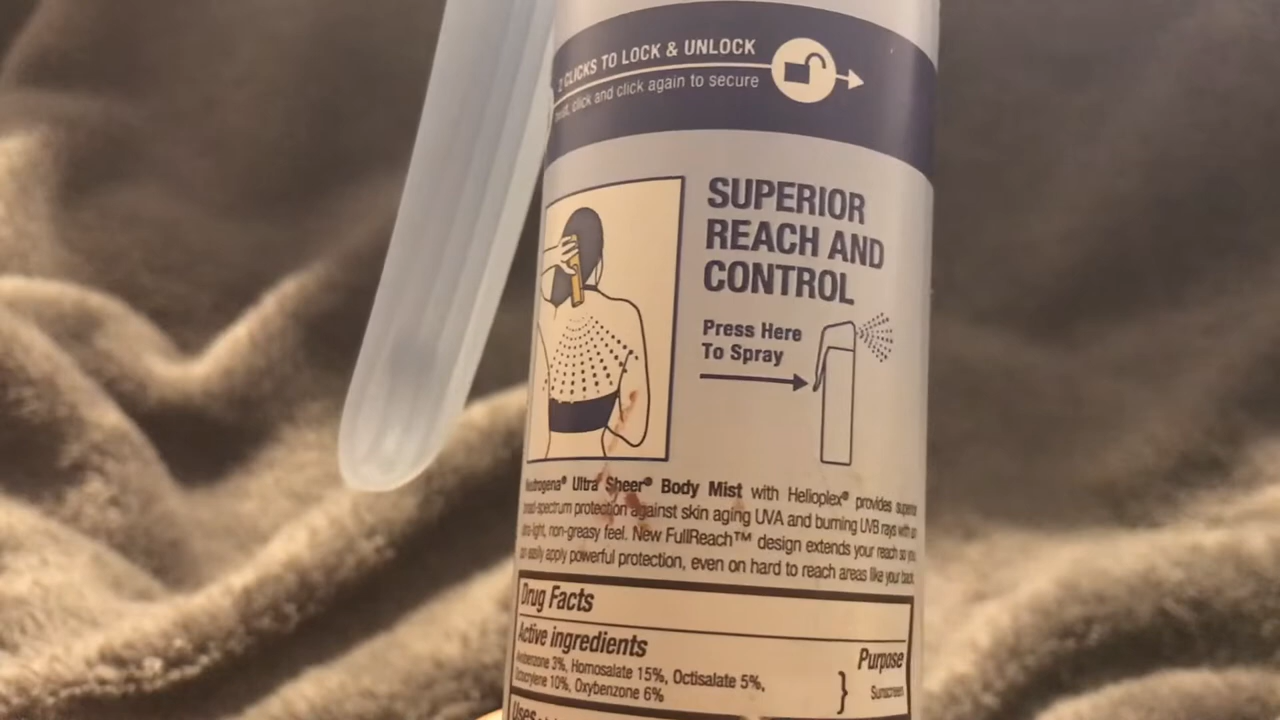 2 CLICKS TO LOCK & UNLOCK
click and click again to secure
SUPERIOR
REACH AND
CONTROL
Press Here
To Spray
Neutrogena® Ultra Sheer® Body Mist with Helioplex® provides superior
broad-spectrum protection against skin aging UVA and burning UVB rays with
ultra-light, non-greasy feel. New FullReach™ design extends your reach so you
can easily apply powerful protection, even on hard to reach areas like your back
Drug Facts
Active ingredients
Purpose
Avobenzone 3%, Homosalate 15%, Octisalate 5%,
Octocrylene 10%, Oxybenzone 6%
Sunscreen
Uses